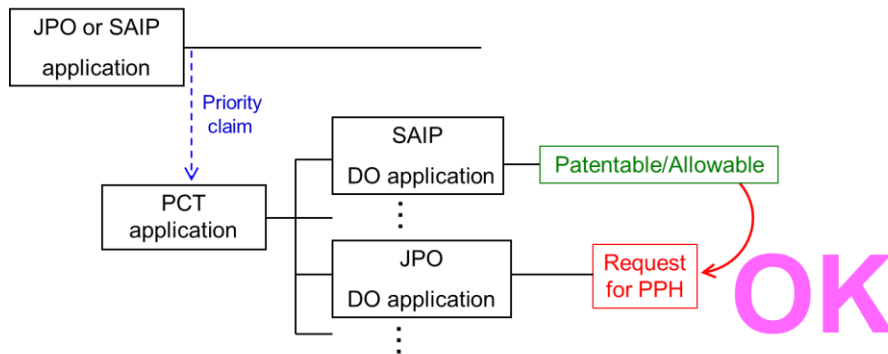 JPO or SAIP
application
Priority
claim
SAIP
DO application
Patentable/Allowable
PCT
application
JPO
DO application
Request
for PPH
OK